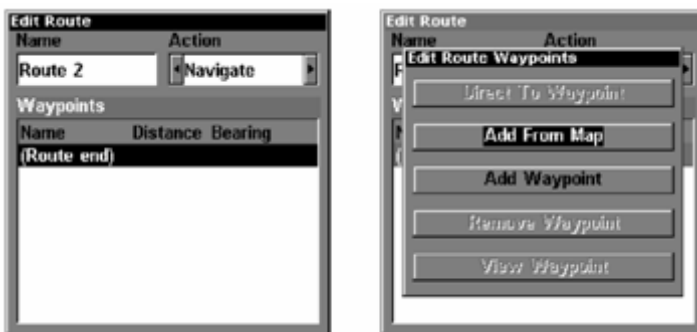 Edit Route
Name Action
Route 2 Navigate
Waypoints
Name Distance Bearing
(Route end)
Edit Route
Name Action
Edit Route Waypoints
Direct To Waypoint
Add From Map
Add Waypoint
Remove Waypoint
View Waypoint